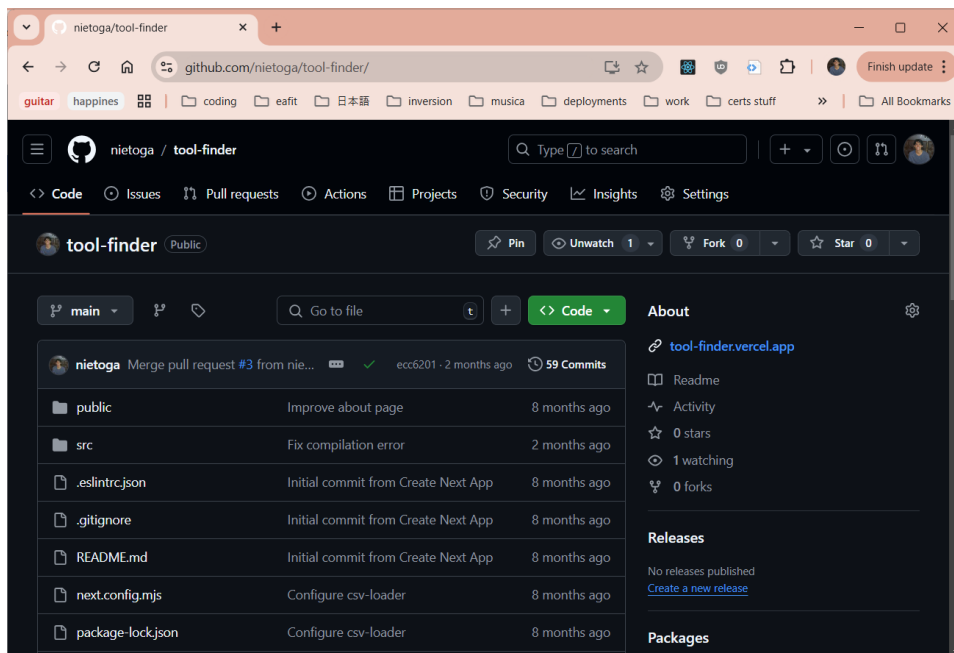 nietoga/tool-finder
github.com/nietoga/tool-finder/
Finish update
guitar happines coding eafit 日本語 inversion musica deployments work certs stuff » All Bookmarks
nietoga / tool-finder
Type / to search
Code Issues Pull requests Actions Projects Security Insights Settings
tool-finder Public
Pin Unwatch 1 Fork 0 Star 0
main Go to file t Code
About
tool-finder.vercel.app
nietoga Merge pull request #3 from nie... ecc6201 · 2 months ago 59 Commits
Readme
public Improve about page 8 months ago
Activity
0 stars
src Fix compilation error 2 months ago
1 watching
.eslintrc.json Initial commit from Create Next App 8 months ago
0 forks
.gitignore Initial commit from Create Next App 8 months ago
Releases
README.md Initial commit from Create Next App 8 months ago
No releases published
Create a new release
next.config.mjs Configure csv-loader 8 months ago
package-lock.json Configure csv-loader 8 months ago
Packages